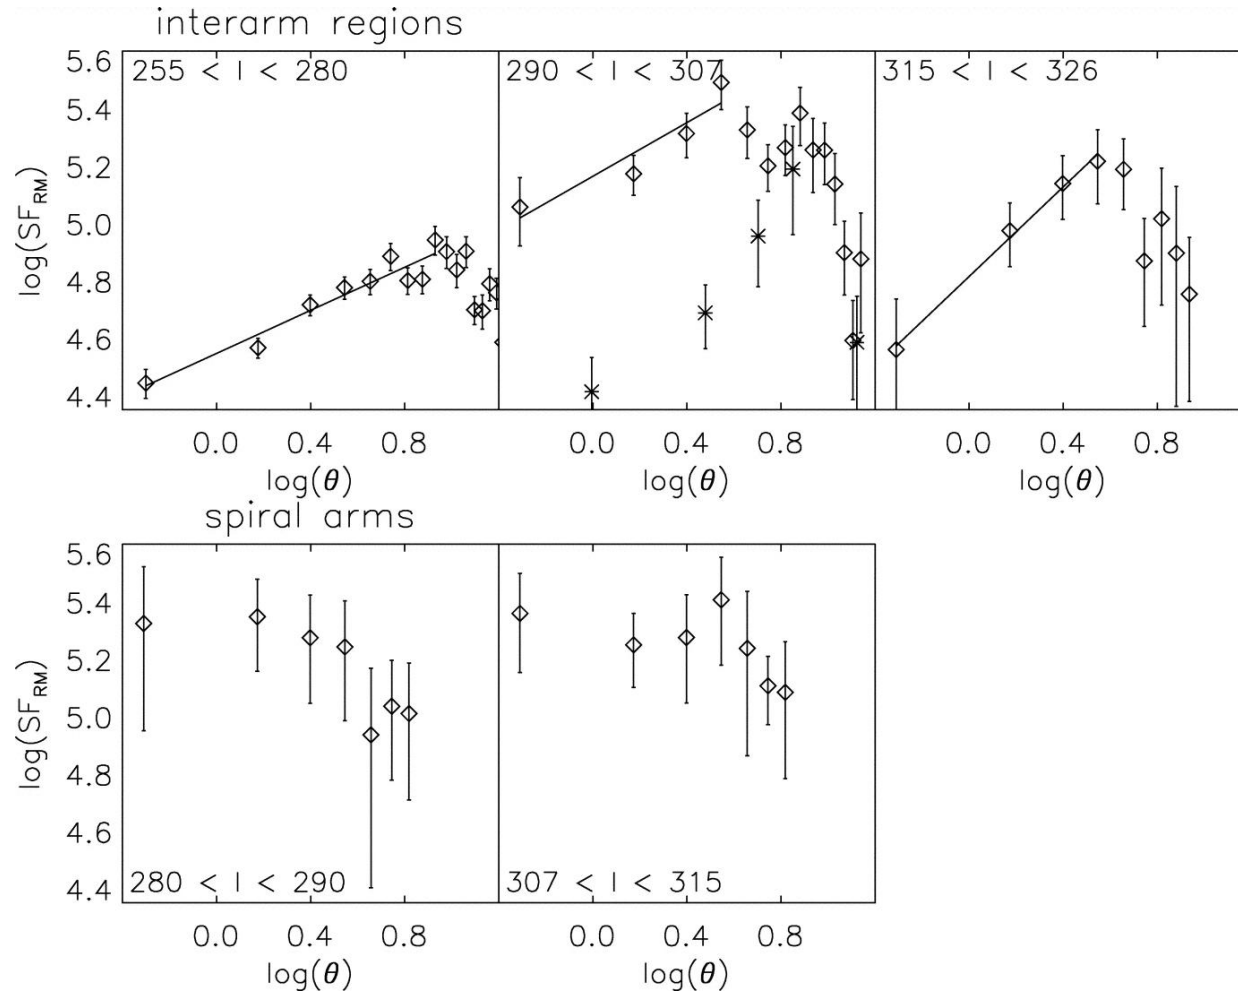 interarm regions
255 < l < 280
290 < l < 307
315 < l < 326
5.6
5.4
5.2
5.0
4.8
4.6
4.4
log(SF_RM)
0.0 0.4 0.8
0.0 0.4 0.8
0.0 0.4 0.8
log(θ)
log(θ)
log(θ)
spiral arms
5.6
5.4
5.2
5.0
4.8
4.6
4.4
log(SF_RM)
280 < l < 290
307 < l < 315
0.0 0.4 0.8
0.0 0.4 0.8
log(θ)
log(θ)